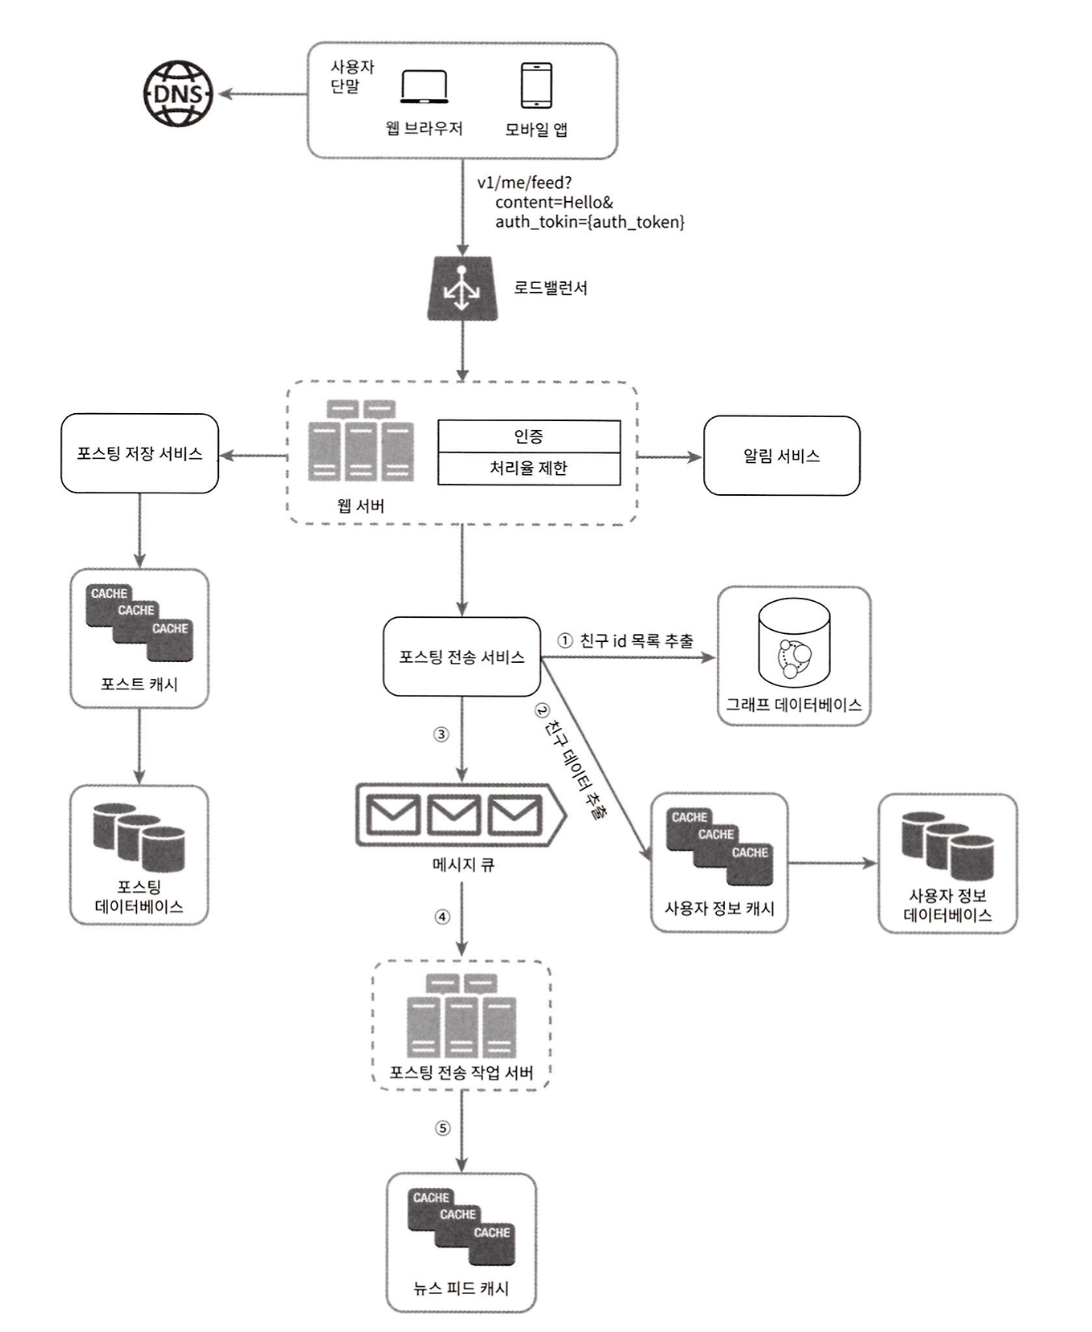 사용자
단말
DNS
웹 브라우저
모바일 앱
v1/me/feed?
content=Hello&
auth_tokin={auth_token}
로드밸런서
포스팅 저장 서비스
인증
처리율 제한
웹 서버
알림 서비스
CACHE
CACHE
CACHE
포스트 캐시
포스팅 전송 서비스
① 친구 id 목록 추출
그래프 데이터베이스
② 친구 데이터 추출
③
메시지 큐
포스팅
데이터베이스
CACHE
CACHE
CACHE
사용자 정보 캐시
사용자 정보
데이터베이스
④
포스팅 전송 작업 서버
⑤
CACHE
CACHE
CACHE
뉴스 피드 캐시